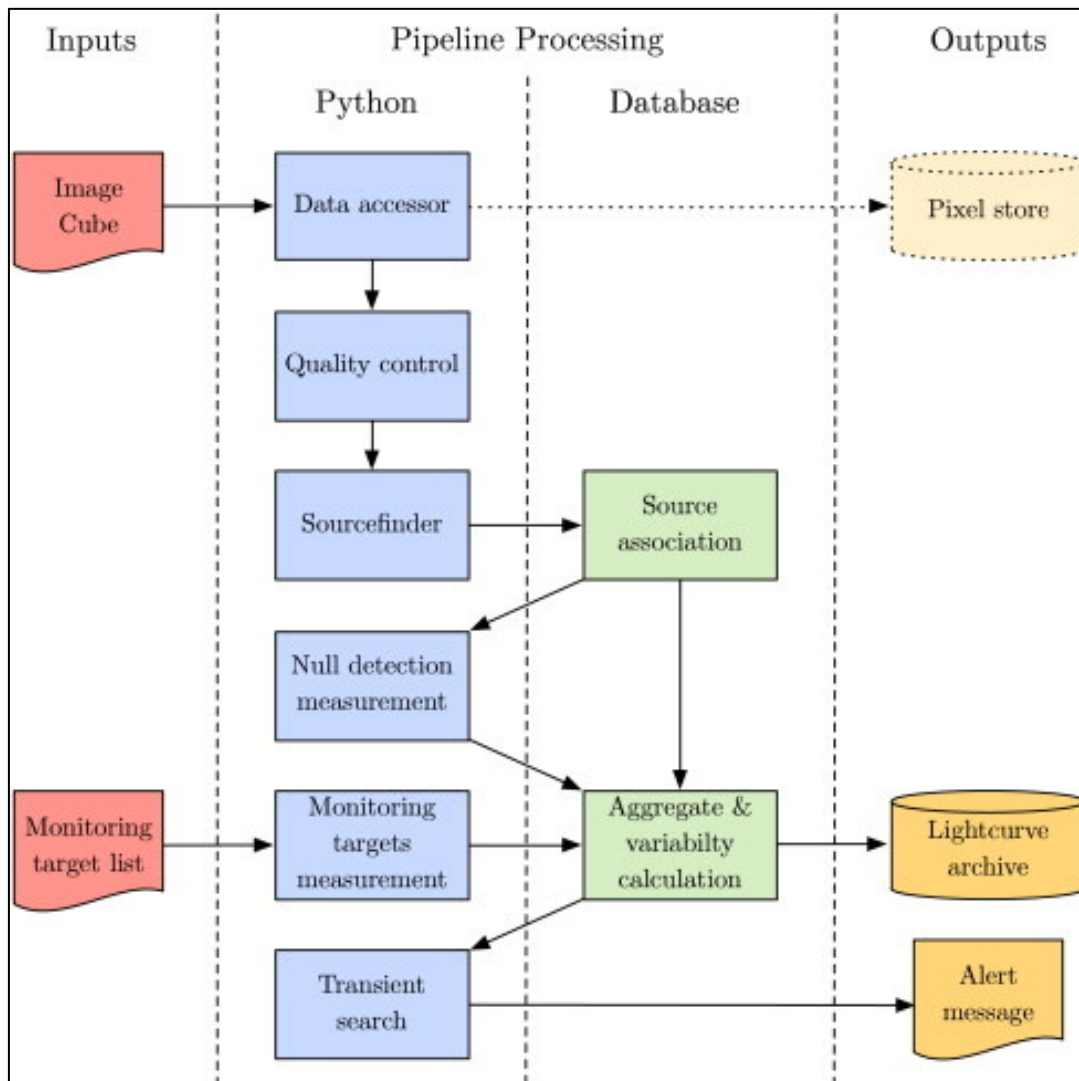 Inputs
Pipeline Processing
Outputs
Python
Database
Image
Cube
Data accessor
Pixel store
Quality control
Sourcefinder
Source
association
Null detection
measurement
Monitoring
target list
Monitoring
targets
measurement
Aggregate &
variabilty
calculation
Lightcurve
archive
Transient
search
Alert
message